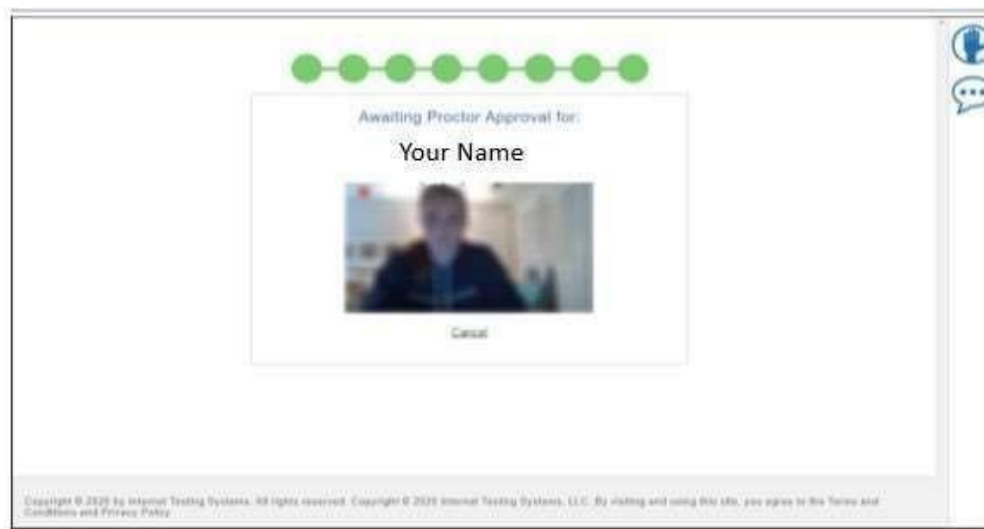 Awaiting Proctor Approval for:
Your Name
Cancel
Copyright © 2020 by Internet Testing Systems. All rights reserved. Copyright © 2020 Internet Testing Systems, LLC. By visiting and using this site, you agree to the Terms and
Conditions and Privacy Policy